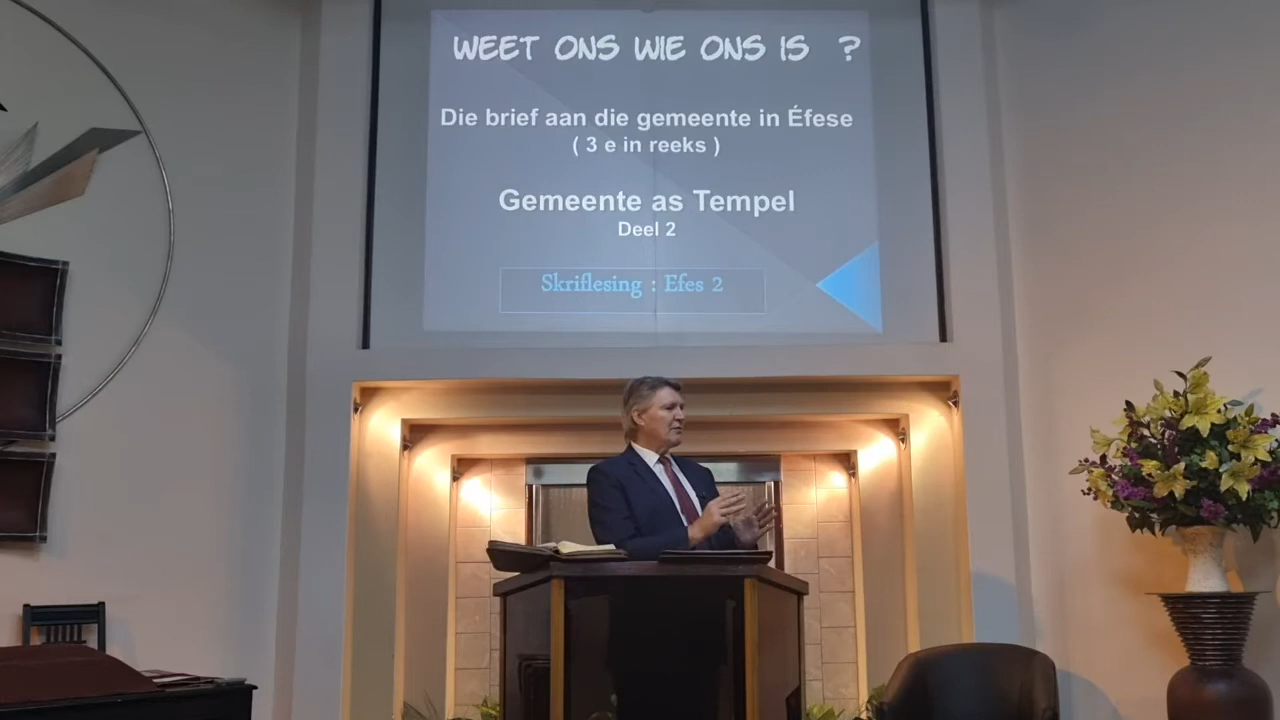 WEET ONS WIE ONS IS ?
Die brief aan die gemeente in Éfese
( 3 e in reeks )
Gemeente as Tempel
Deel 2
Skriflesing : Efes 2